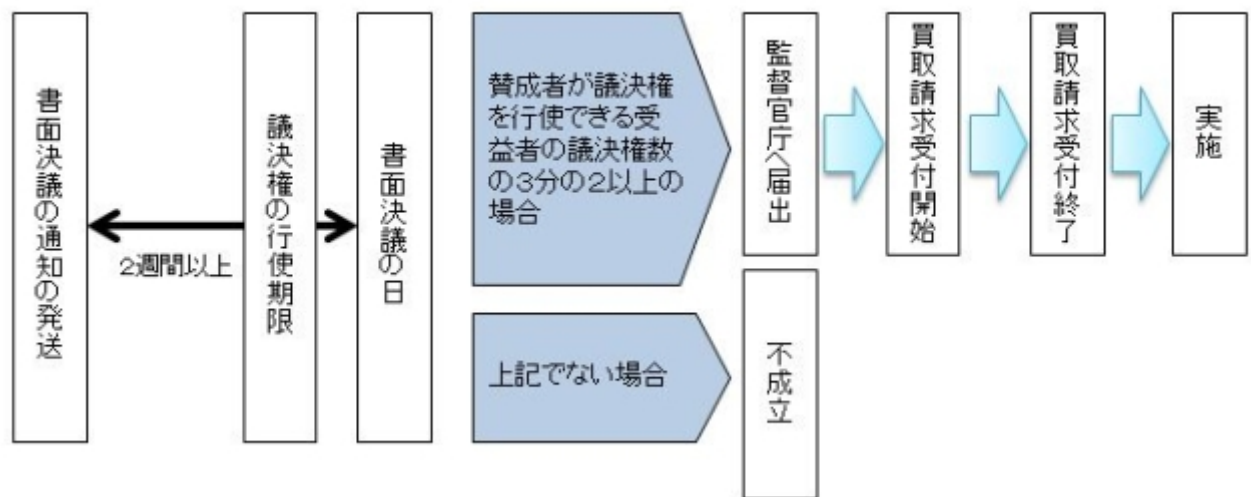 書面決議の通知の発送
2週間以上
議決権の行使期限
書面決議の日
賛成者が議決権
を行使できる受
益者の議決権数
の3分の2以上の
場合
監督官庁へ届出
買取請求受付開始
買取請求受付終了
実施
上記でない場合
不成立